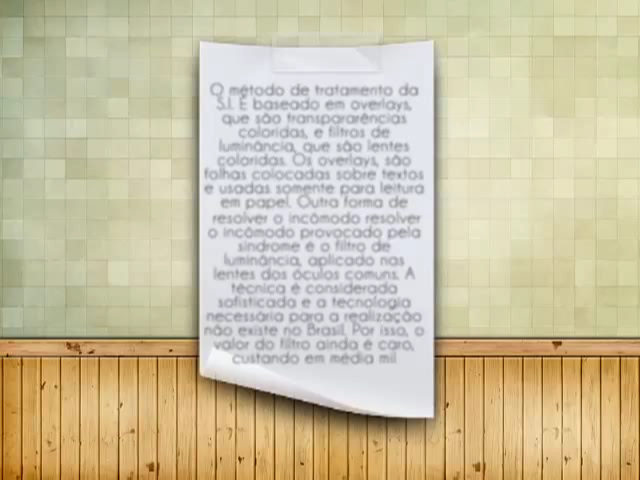 O método de tratamento da
S.I. É baseado em overlays,
que são transpararências
coloridas, e filtros de
luminância, que são lentes
coloridas. Os overlays, são
folhas colocadas sobre textos
e usadas somente para leitura
em papel. Outra forma de
resolver o incômodo resolver
o incômodo provocado pela
síndrome é o filtro de
luminância, aplicado nas
lentes dos óculos comuns. A
técnica é considerada
sofisticada e a tecnologia
necessária para a realização
não existe no Brasil. Por isso, o
valor do filtro ainda é caro,
custando em média mil